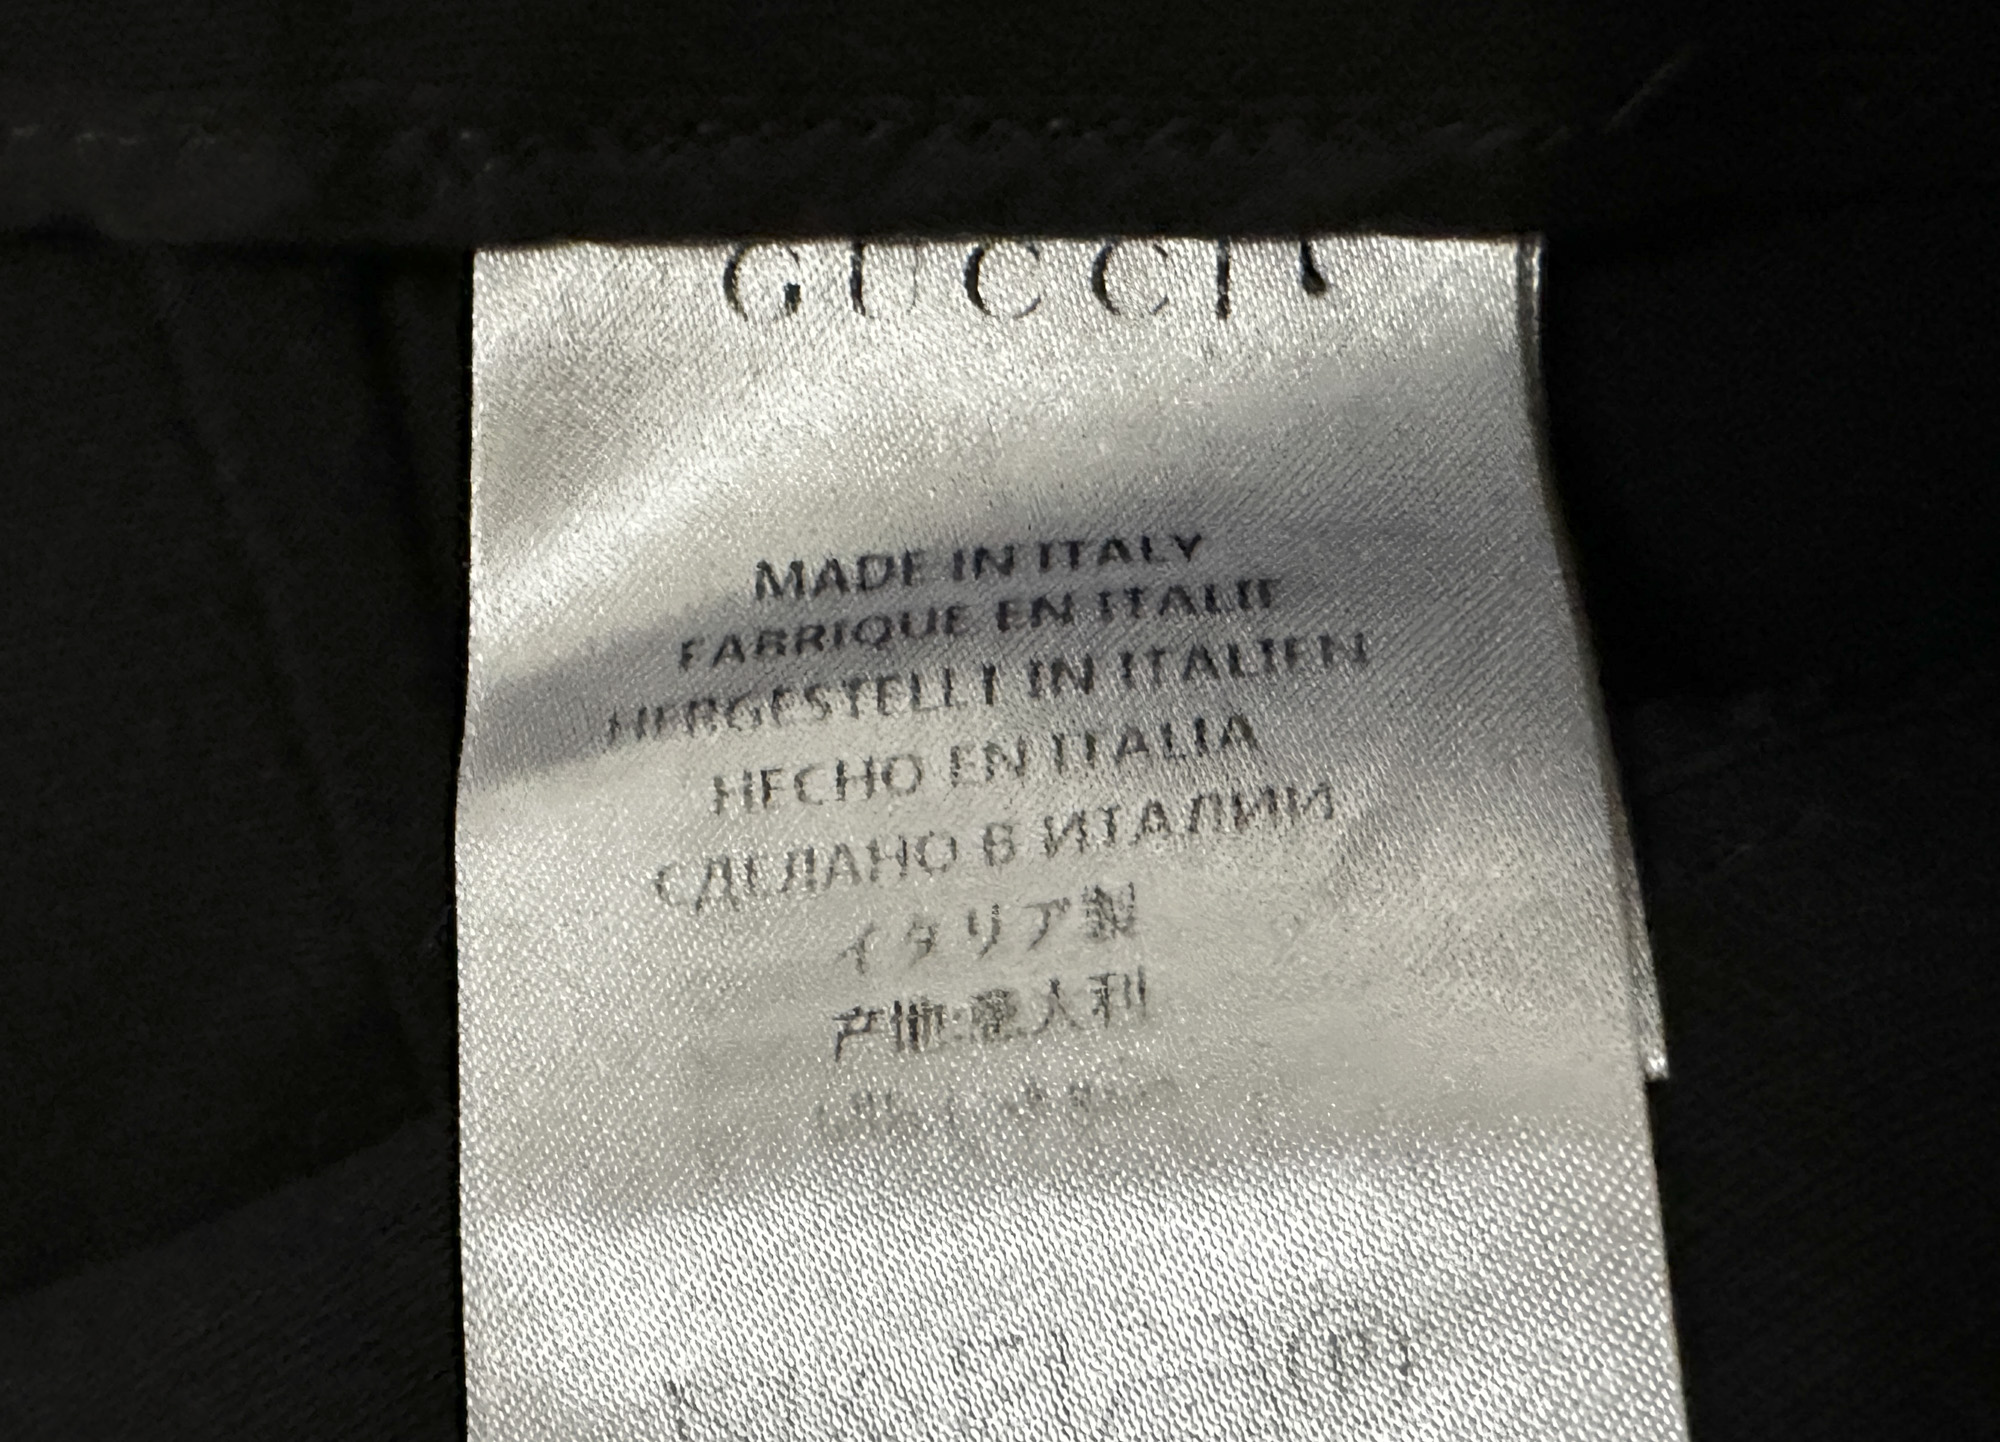 GUCCI
MADE IN ITALY
FABRIQUE EN ITALIE
HERGESTELLT IN ITALIEN
HECHO EN ITALIA
СДЕЛАНО В ИТАЛИИ
イタリア製
产地:意大利